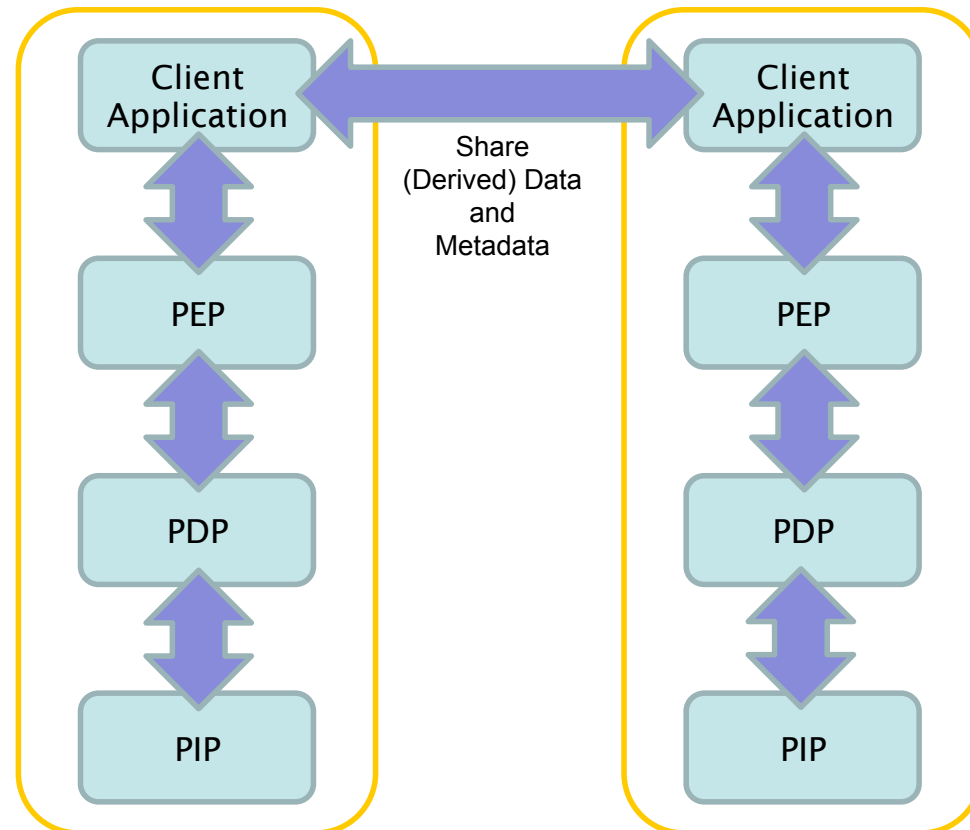 Client
Application
Client
Application
Share
(Derived) Data
and
Metadata
PEP
PEP
PDP
PDP
PIP
PIP